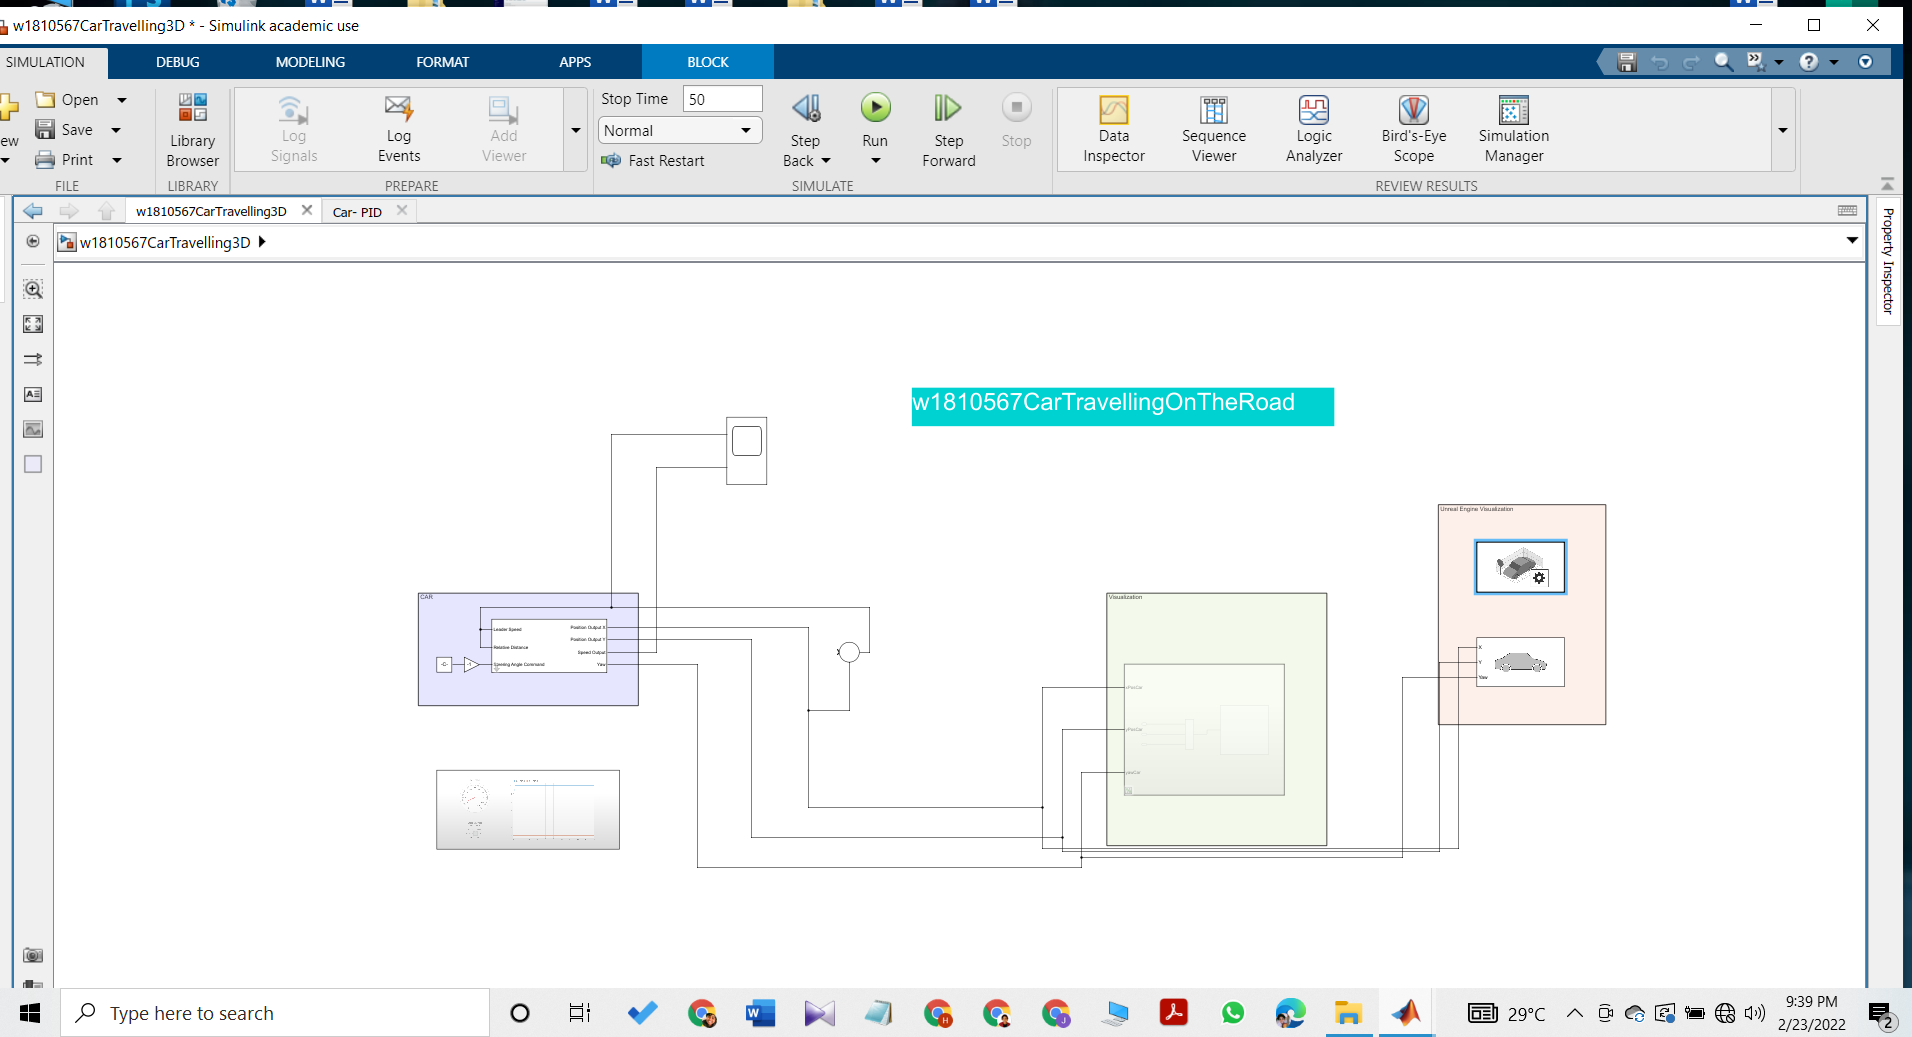 w1810567CarTravelling3D * - Simulink academic use
SIMULATION DEBUG MODELING FORMAT APPS BLOCK
ew
Open
Save
Print
FILE
Library Browser
LIBRARY
Log Signals
Log Events
Add Viewer
PREPARE
Stop Time 50
Normal
Fast Restart
Step Back
Run
Step Forward
Stop
SIMULATE
Data Inspector
Sequence Viewer
Logic Analyzer
Bird's-Eye Scope
Simulation Manager
REVIEW RESULTS
w1810567CarTravelling3D
Car- PID
Property Inspector
w1810567CarTravelling3D
w1810567CarTravellingOnTheRoad
CAR
Leader Speed
Relative Distance
Steering Angle Command
Position Output X
Position Output Y
Speed Output
Yaw
-C-
-1
Visualization
xPosCar
yPosCar
yawCar
Unreal Engine Visualization
X
Y
Yaw
Type here to search
29°C
9:39 PM
2/23/2022
2